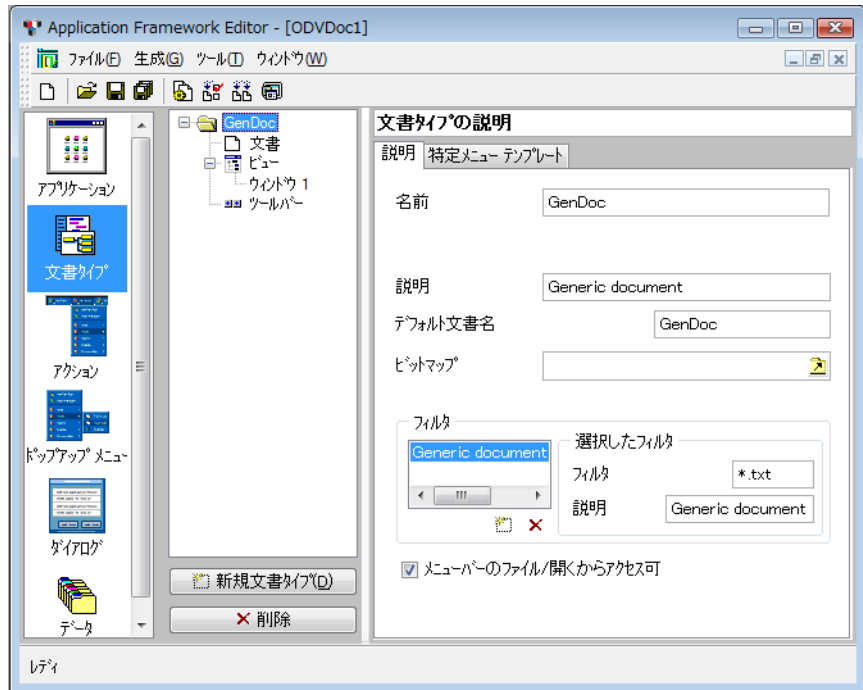 Application Framework Editor - [ODVDoc1]
ﾌｧｲﾙ(F) 生成(G) ﾂｰﾙ(T) ｳｨﾝﾄﾞｳ(W)
ｱﾌﾟﾘｹｰｼｮﾝ
文書ﾀｲﾌﾟ
ｱｸｼｮﾝ
ﾎﾟｯﾌﾟｱｯﾌﾟ ﾒﾆｭｰ
ﾀﾞｲｱﾛｸﾞ
ﾃﾞｰﾀ
GenDoc
文書
ﾋﾞｭｰ
ｳｨﾝﾄﾞｳ 1
ﾂｰﾙﾊﾞｰ
新規文書ﾀｲﾌﾟ(D)
削除
文書ﾀｲﾌﾟの説明
説明 特定ﾒﾆｭｰ ﾃﾝﾌﾟﾚｰﾄ
名前 GenDoc
説明 Generic document
ﾃﾞﾌｫﾙﾄ文書名 GenDoc
ﾋﾞｯﾄﾏｯﾌﾟ
ﾌｨﾙﾀ
Generic document
選択したﾌｨﾙﾀ
ﾌｨﾙﾀ *.txt
説明 Generic document
ﾒﾆｭｰﾊﾞｰのﾌｧｲﾙ/開くからｱｸｾｽ可
ﾚﾃﾞｨ